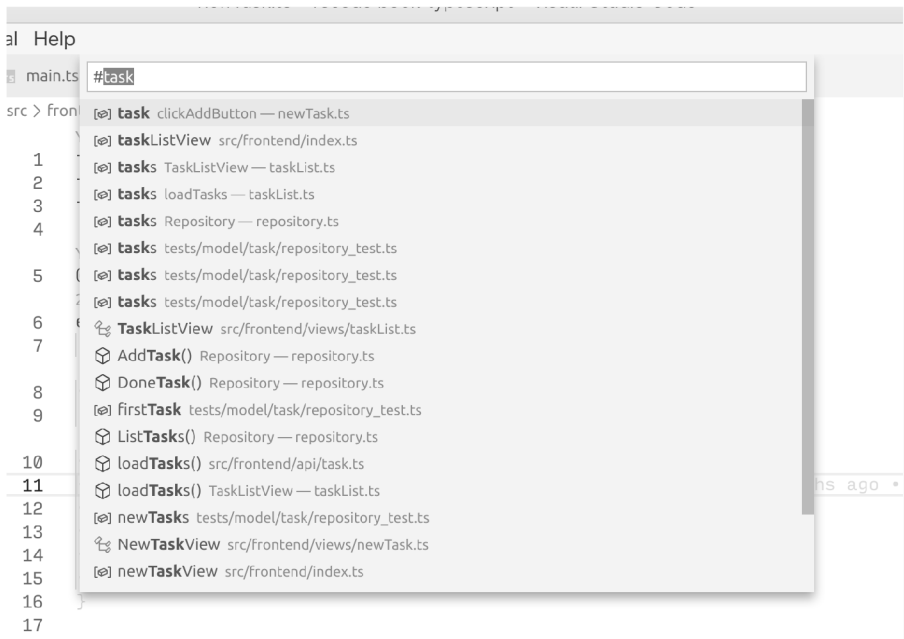 al Help
main.ts
#task
src > fron
task clickAddButton — newTask.ts
taskListView src/frontend/index.ts
tasks TaskListView — taskList.ts
tasks loadTasks — taskList.ts
tasks Repository — repository.ts
tasks tests/model/task/repository_test.ts
tasks tests/model/task/repository_test.ts
tasks tests/model/task/repository_test.ts
TaskListView src/frontend/views/taskList.ts
AddTask() Repository — repository.ts
DoneTask() Repository — repository.ts
firstTask tests/model/task/repository_test.ts
ListTasks() Repository — repository.ts
loadTasks() src/frontend/api/task.ts
loadTasks() TaskListView — taskList.ts
newTasks tests/model/task/repository_test.ts
NewTaskView src/frontend/views/newTask.ts
newTaskView src/frontend/index.ts
1
2
3
4
5
6
7
8
9
10
11 hs ago •
12
13
14
15
16 }
17